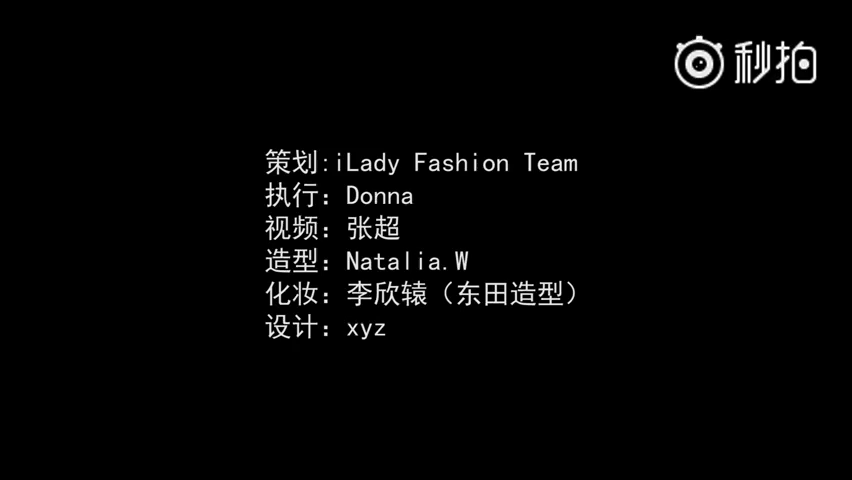 秒拍
策划:iLady Fashion Team
执行：Donna
视频：张超
造型：Natalia.W
化妆：李欣辕（东田造型）
设计：xyz